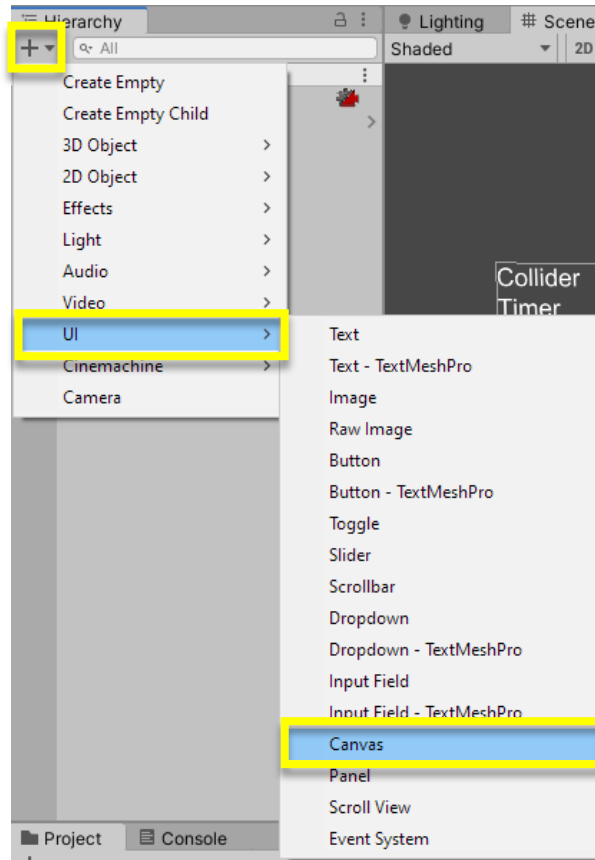 Hierarchy
Lighting
Scene
All
Shaded
2D
Create Empty
Create Empty Child
3D Object
2D Object
Effects
Light
Audio
Video
UI
Cinemachine
Camera
Collider
Timer
Text
Text - TextMeshPro
Image
Raw Image
Button
Button - TextMeshPro
Toggle
Slider
Scrollbar
Dropdown
Dropdown - TextMeshPro
Input Field
Input Field - TextMeshPro
Canvas
Panel
Scroll View
Event System
Project
Console